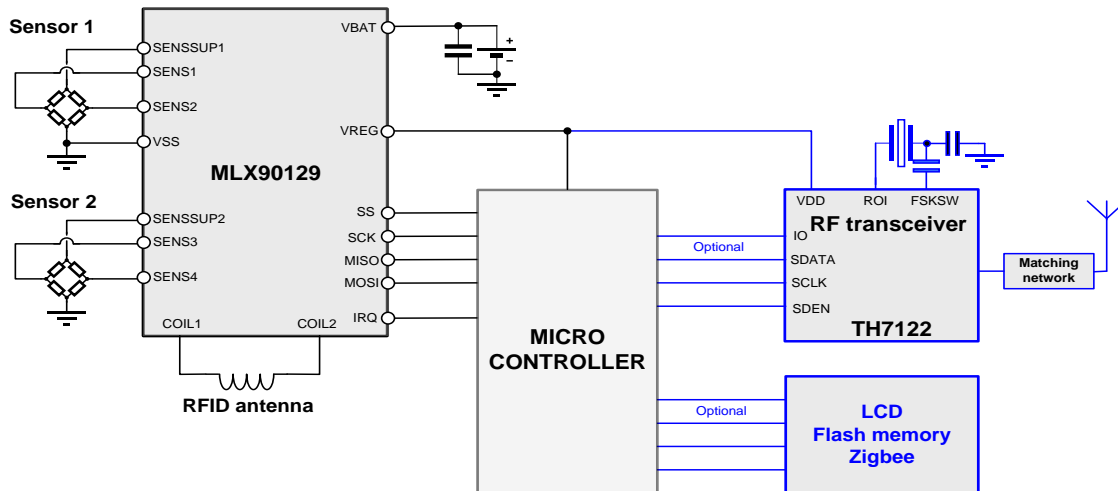 Sensor 1
SENSSUP1
SENS1
SENS2
VSS
Sensor 2
SENSSUP2
SENS3
SENS4
MLX90129
VBAT
VREG
SS
SCK
MISO
MOSI
IRQ
COIL1
COIL2
RFID antenna
+
−
MICRO
CONTROLLER
Optional
Optional
VDD
ROI
FSKSW
RF transceiver
IO
SDATA
SCLK
SDEN
TH7122
Matching
network
LCD
Flash memory
Zigbee